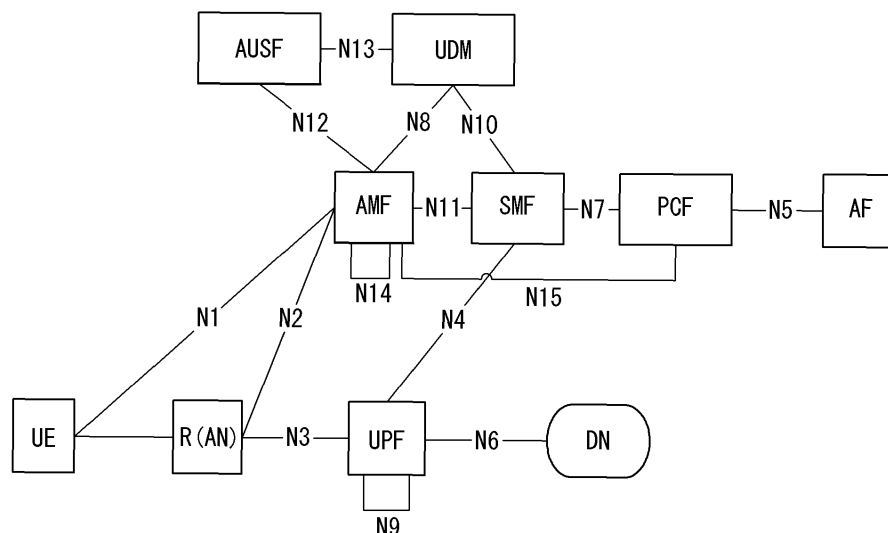 AUSF N13 UDM
N12 N8 N10
AMF N11 SMF N7 PCF N5 AF
N14 N15
N1 N2 N4
UE R(AN) N3 UPF N6 DN
N9